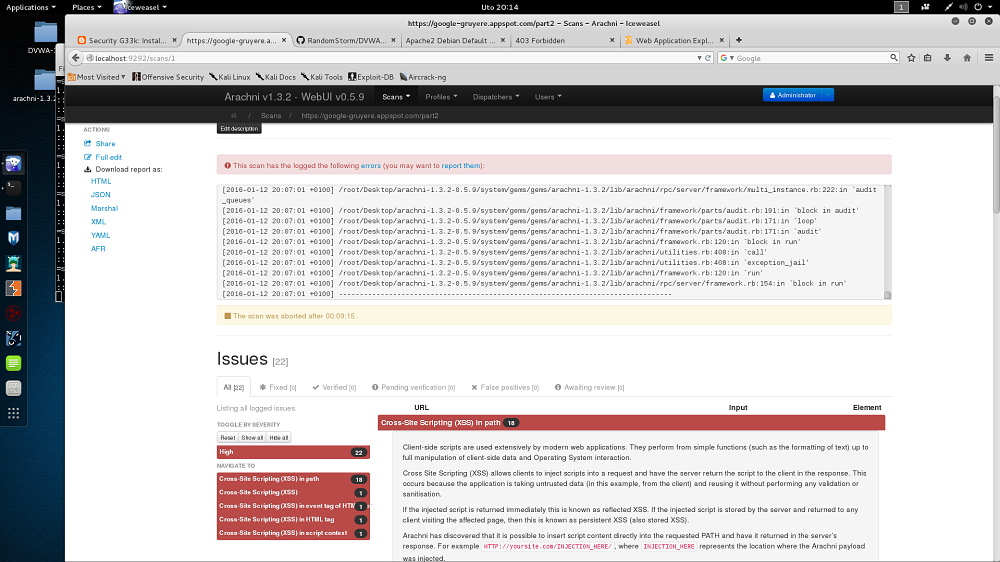 Applications
Places
Iceweasel
Uto 20:14
1
https://google-gruyere.appspot.com/part2 – Scans – Arachni – Iceweasel
Security G33k: Instal...
https://google-gruyere.a...
RandomStorm/DVWA...
Apache2 Debian Default ...
403 Forbidden
Web Application Expl...
localhost:9292/scans/1
Google
Most Visited
Offensive Security
Kali Linux
Kali Docs
Kali Tools
Exploit-DB
Aircrack-ng
DVWA-
arachni-1.3.2
Arachni v1.3.2 - WebUI v0.5.9
Scans
Profiles
Dispatchers
Users
Administrator
/ Scans / https://google-gruyere.appspot.com/part2
Edit description
ACTIONS
Share
Full edit
Download report as:
HTML
JSON
Marshal
XML
YAML
AFR
This scan has the logged the following errors (you may want to report them):
[2016-01-12 20:07:01 +0100] /root/Desktop/arachni-1.3.2-0.5.9/system/gems/gems/arachni-1.3.2/lib/arachni/rpc/server/framework/multi_instance.rb:222:in `audit
_queues'
[2016-01-12 20:07:01 +0100] /root/Desktop/arachni-1.3.2-0.5.9/system/gems/gems/arachni-1.3.2/lib/arachni/framework/parts/audit.rb:191:in `block in audit'
[2016-01-12 20:07:01 +0100] /root/Desktop/arachni-1.3.2-0.5.9/system/gems/gems/arachni-1.3.2/lib/arachni/framework/parts/audit.rb:171:in `loop'
[2016-01-12 20:07:01 +0100] /root/Desktop/arachni-1.3.2-0.5.9/system/gems/gems/arachni-1.3.2/lib/arachni/framework/parts/audit.rb:171:in `audit'
[2016-01-12 20:07:01 +0100] /root/Desktop/arachni-1.3.2-0.5.9/system/gems/gems/arachni-1.3.2/lib/arachni/framework.rb:120:in `block in run'
[2016-01-12 20:07:01 +0100] /root/Desktop/arachni-1.3.2-0.5.9/system/gems/gems/arachni-1.3.2/lib/arachni/utilities.rb:408:in `call'
[2016-01-12 20:07:01 +0100] /root/Desktop/arachni-1.3.2-0.5.9/system/gems/gems/arachni-1.3.2/lib/arachni/utilities.rb:408:in `exception_jail'
[2016-01-12 20:07:01 +0100] /root/Desktop/arachni-1.3.2-0.5.9/system/gems/gems/arachni-1.3.2/lib/arachni/framework.rb:120:in `run'
[2016-01-12 20:07:01 +0100] /root/Desktop/arachni-1.3.2-0.5.9/system/gems/gems/arachni-1.3.2/lib/arachni/rpc/server/framework.rb:154:in `block in run'
[2016-01-12 20:07:01 +0100] --------------------------------------------------------------------------------
The scan was aborted after 00:09:15 .
Issues [22]
All [22]
Fixed [0]
Verified [0]
Pending verification [0]
False positives [0]
Awaiting review [0]
Listing all logged issues.
TOGGLE BY SEVERITY
Reset
Show all
Hide all
High 22
NAVIGATE TO
Cross-Site Scripting (XSS) in path 18
Cross-Site Scripting (XSS) 1
Cross-Site Scripting (XSS) in event tag of HTM 1
Cross-Site Scripting (XSS) in HTML tag 1
Cross-Site Scripting (XSS) in script context 1
URL
Input
Element
Cross-Site Scripting (XSS) in path 18
Client-side scripts are used extensively by modern web applications. They perform from simple functions (such as the formatting of text) up to
full manipulation of client-side data and Operating System interaction.
Cross Site Scripting (XSS) allows clients to inject scripts into a request and have the server return the script to the client in the response. This
occurs because the application is taking untrusted data (in this example, from the client) and reusing it without performing any validation or
sanitisation.
If the injected script is returned immediately this is known as reflected XSS. If the injected script is stored by the server and returned to any
client visiting the affected page, then this is known as persistent XSS (also stored XSS).
Arachni has discovered that it is possible to insert script content directly into the requested PATH and have it returned in the server's
response. For example HTTP://yoursite.com/INJECTION_HERE/ , where INJECTION_HERE represents the location where the Arachni payload
was injected.